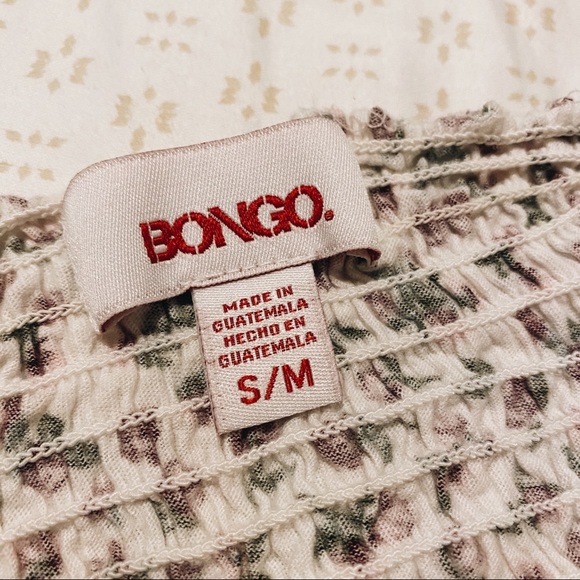 BONGO.
MADE IN
GUATEMALA
HECHO EN
GUATEMALA
S/M